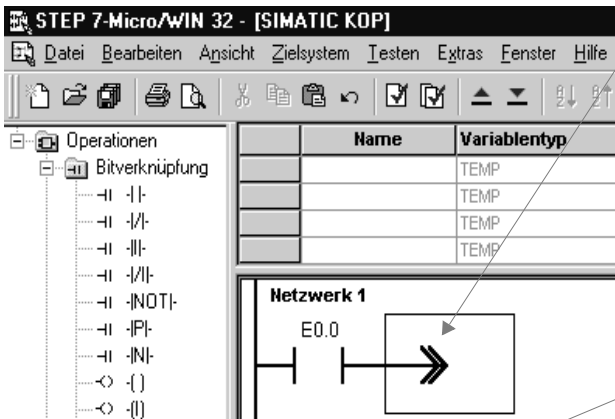 STEP 7-Micro/WIN 32 - [SIMATIC KOP]
Datei Bearbeiten Ansicht Zielsystem Testen Extras Fenster Hilfe
Operationen
Bitverknüpfung
-| |-
-|/|-
-|I|-
-|/I|-
-|NOT|-
-|P|-
-|N|-
-( )
-(I)
Name Variablentyp
TEMP
TEMP
TEMP
TEMP
Netzwerk 1
E0.0